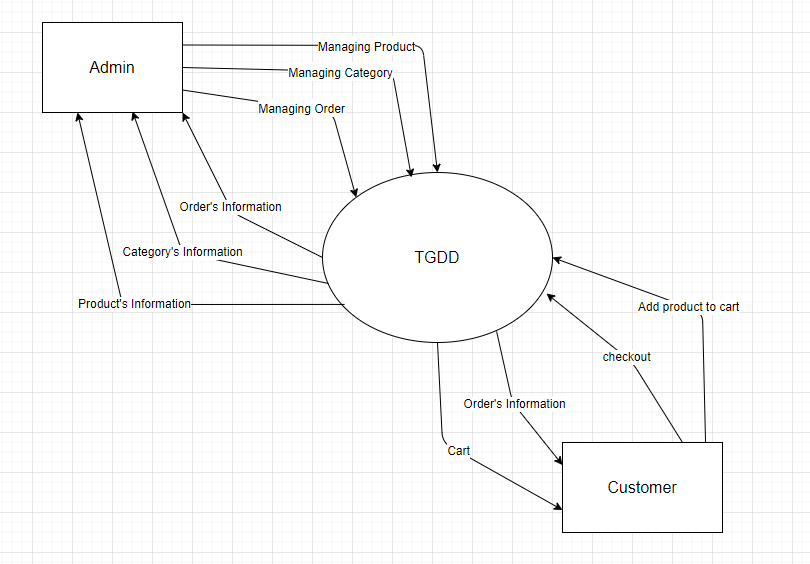 Managing Product
Admin
Managing Category
Managing Order
Order's Information
Category's Information
TGDD
Product's Information
Add product to cart
checkout
Order's Information
Cart
Customer